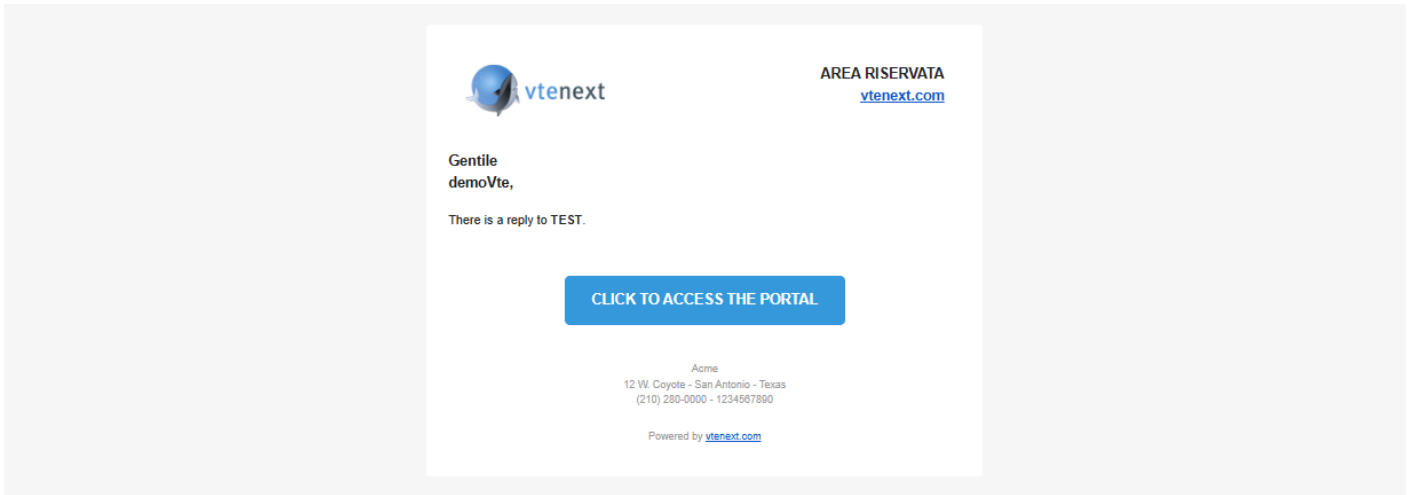 vtenext
AREA RISERVATA
vtenext.com
Gentile
demoVte,
There is a reply to TEST.
CLICK TO ACCESS THE PORTAL
Acme
12 W. Coyote - San Antonio - Texas
(210) 280-0000 - 1234567890
Powered by vtenext.com